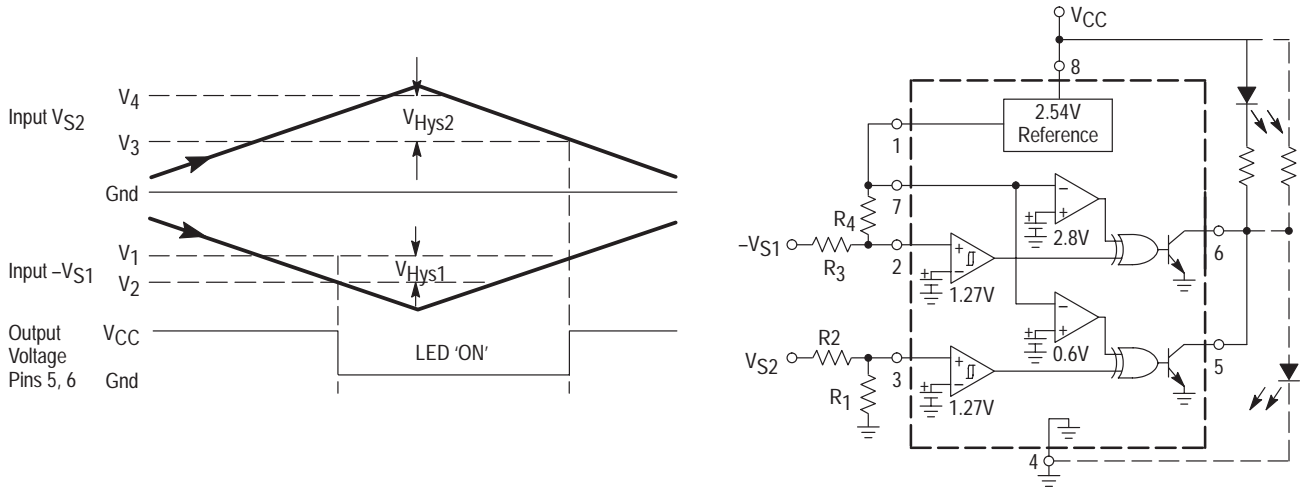 Input VS2
V4
V3
VHys2
Gnd
Input –VS1
V1
V2
VHys1
Output
Voltage
Pins 5, 6
VCC
Gnd
LED ‘ON’
VCC
8
2.54V
Reference
1
7
R4
–
+
±
2.8V
–VS1
R3
2
+
–
±
1.27V
6
VS2
R2
3
R1
–
+
±
0.6V
+
–
±
1.27V
5
4